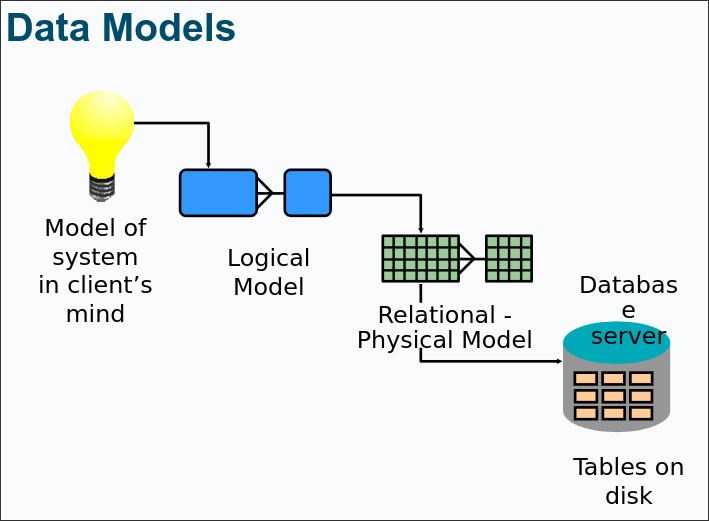 Data Models
Model of
system
in client’s
mind
Logical
Model
Relational -
Physical Model
Databas
e
server
Tables on
disk